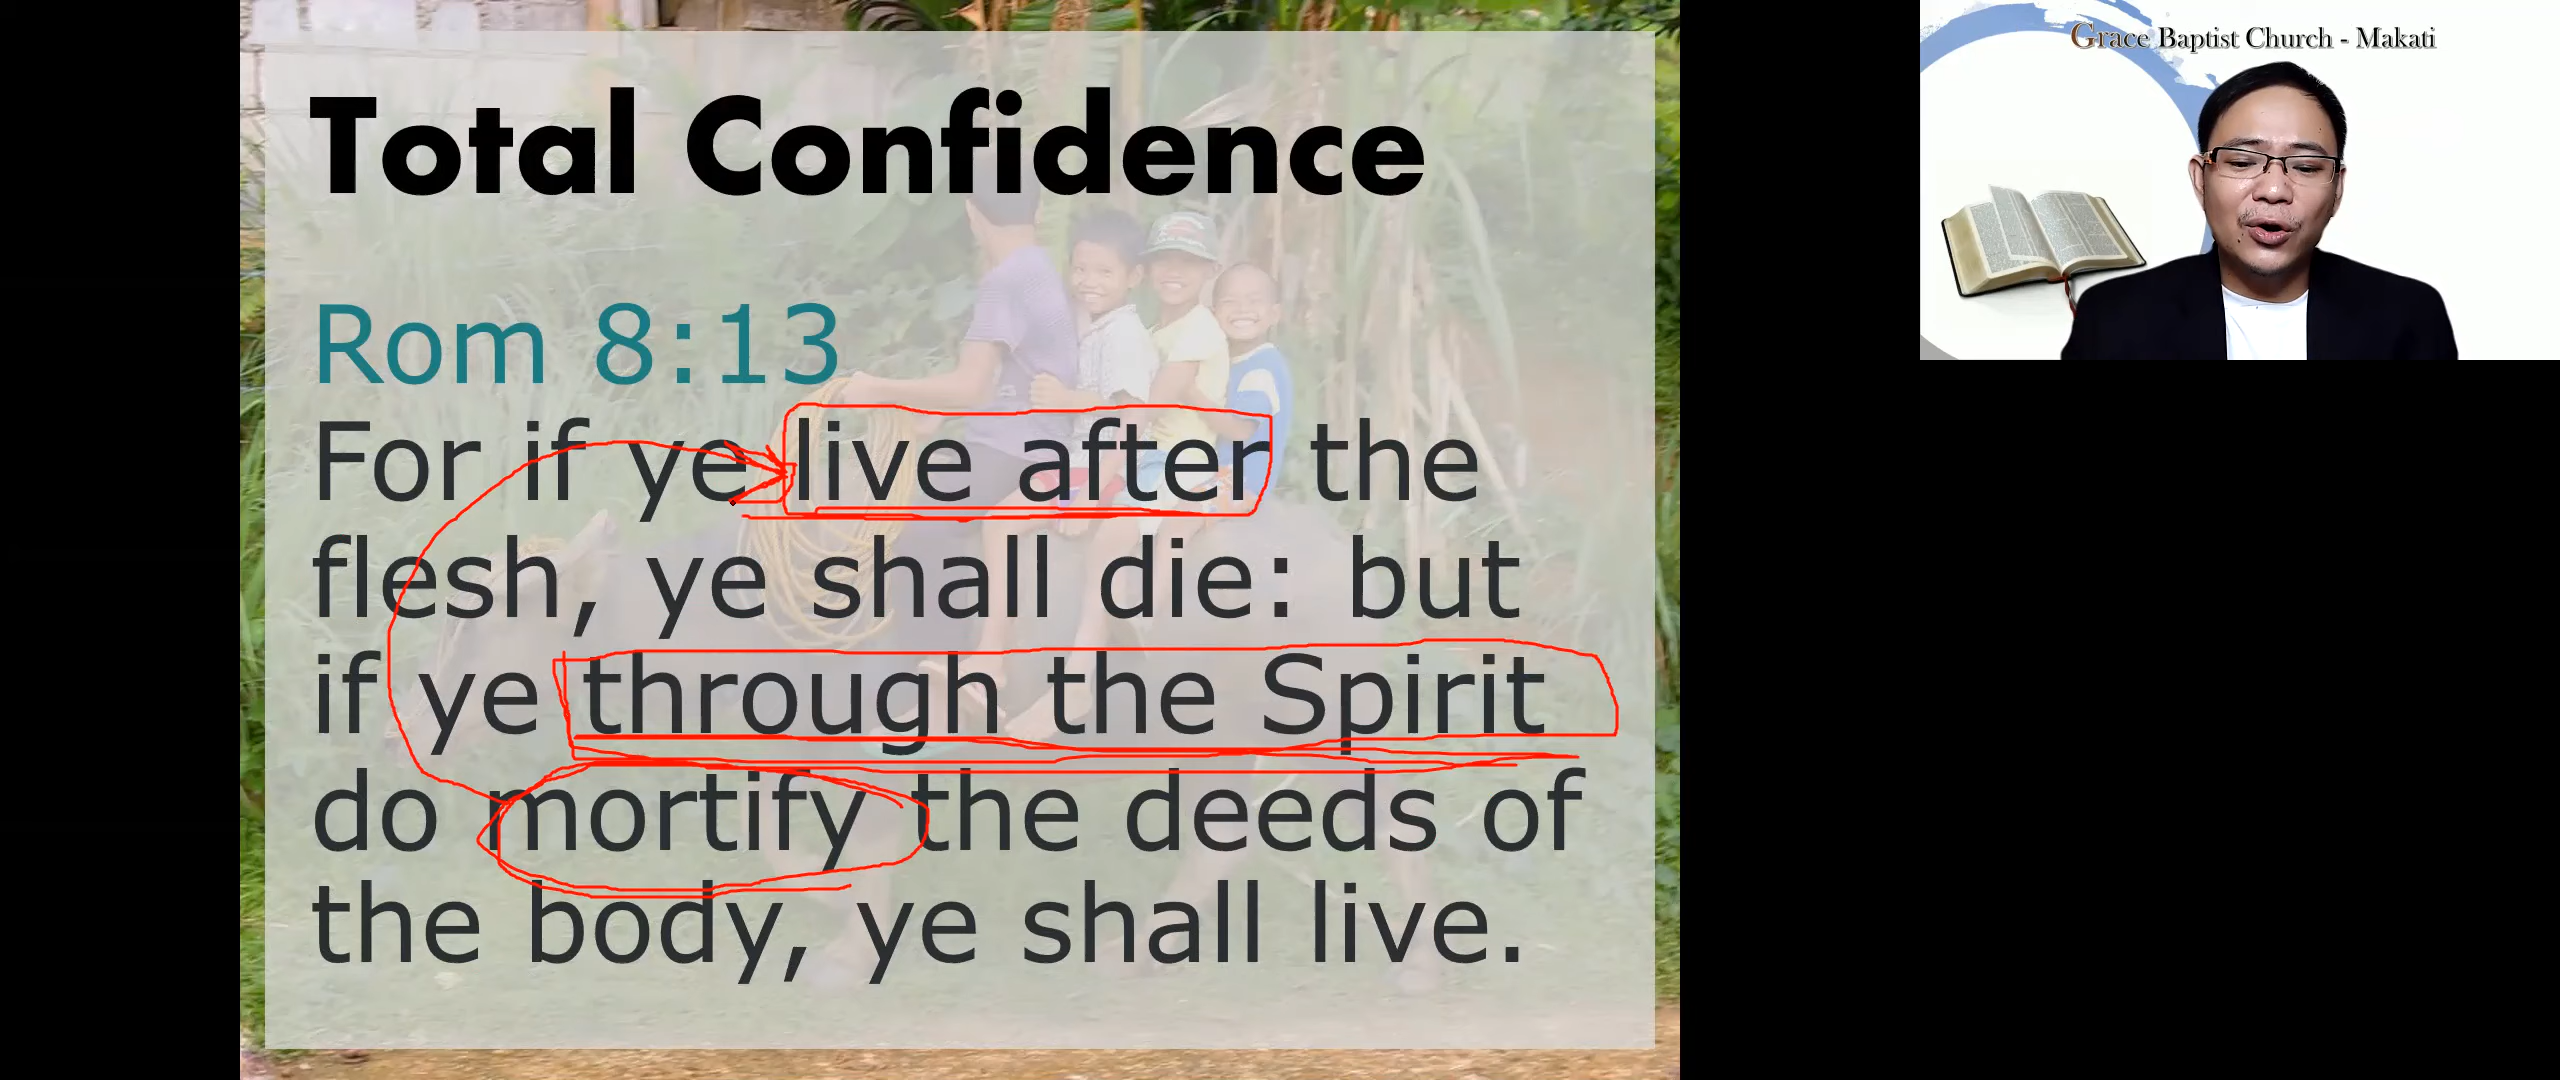 Total Confidence
Rom 8:13
For if ye live after the
flesh, ye shall die: but
if ye through the Spirit
do mortify the deeds of
the body, ye shall live.
Grace Baptist Church - Makati